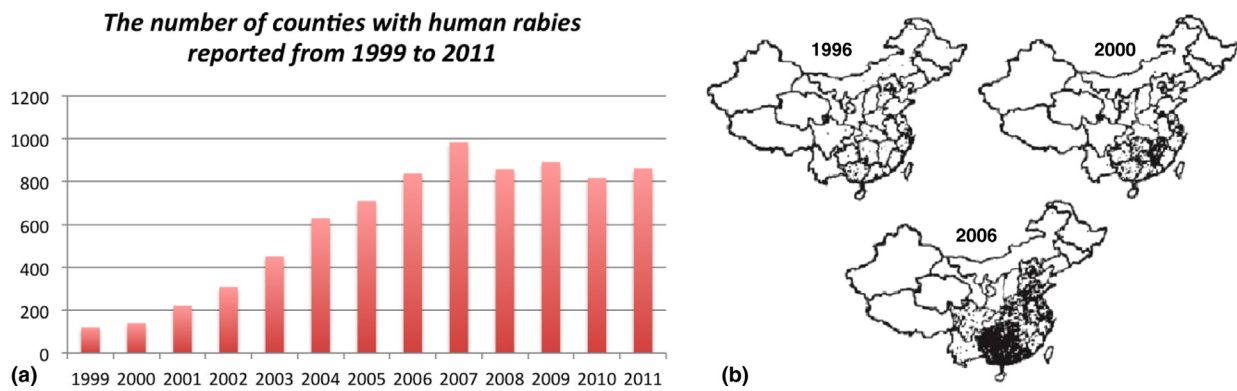 The number of counties with human rabies
reported from 1999 to 2011
1200
1000
800
600
400
200
0
1999 2000 2001 2002 2003 2004 2005 2006 2007 2008 2009 2010 2011
(a)
1996
2000
2006
(b)